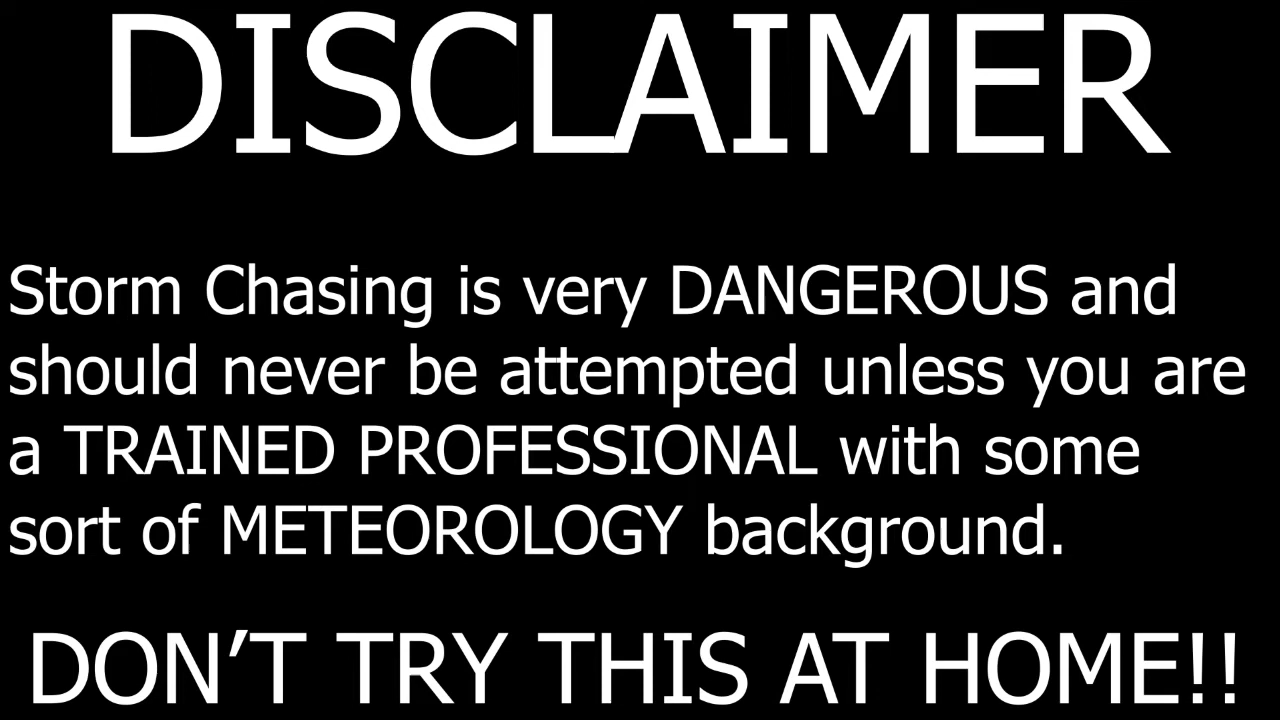 DISCLAIMER
Storm Chasing is very DANGEROUS and
should never be attempted unless you are
a TRAINED PROFESSIONAL with some
sort of METEOROLOGY background.
DON’T TRY THIS AT HOME!!